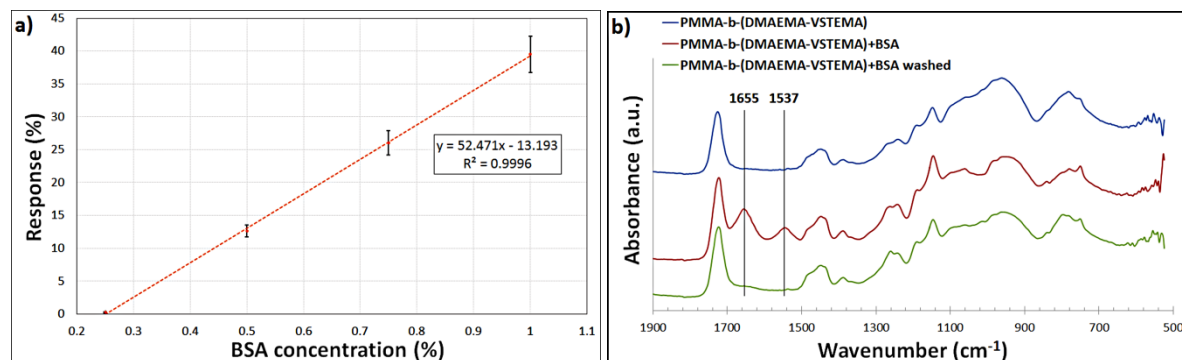 a)
Response (%)
45
40
35
30
25
20
15
10
5
0
y = 52.471x - 13.193
R² = 0.9996
0.2 0.3 0.4 0.5 0.6 0.7 0.8 0.9 1 1.1
BSA concentration (%)
b)
PMMA-b-(DMAEMA-VSTEMA)
PMMA-b-(DMAEMA-VSTEMA)+BSA
PMMA-b-(DMAEMA-VSTEMA)+BSA washed
1655 1537
Absorbance (a.u.)
1900 1700 1500 1300 1100 900 700 500
Wavenumber (cm⁻¹)